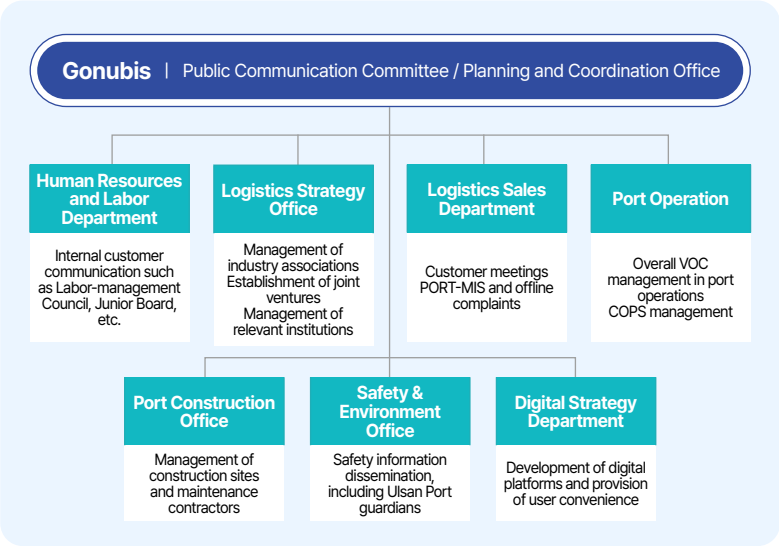 Gonubis | Public Communication Committee / Planning and Coordination Office
Human Resources
and Labor
Department
Internal customer
communication such
as Labor-management
Council, Junior Board,
etc.
Logistics Strategy
Office
Management of
industry associations
Establishment of joint
ventures
Management of
relevant institutions
Logistics Sales
Department
Customer meetings
PORT-MIS and offline
complaints
Port Operation
Overall VOC
management in port
operations
COPS management
Port Construction
Office
Management of
construction sites
and maintenance
contractors
Safety &
Environment
Office
Safety information
dissemination,
including Ulsan Port
guardians
Digital Strategy
Department
Development of digital
platforms and provision
of user convenience